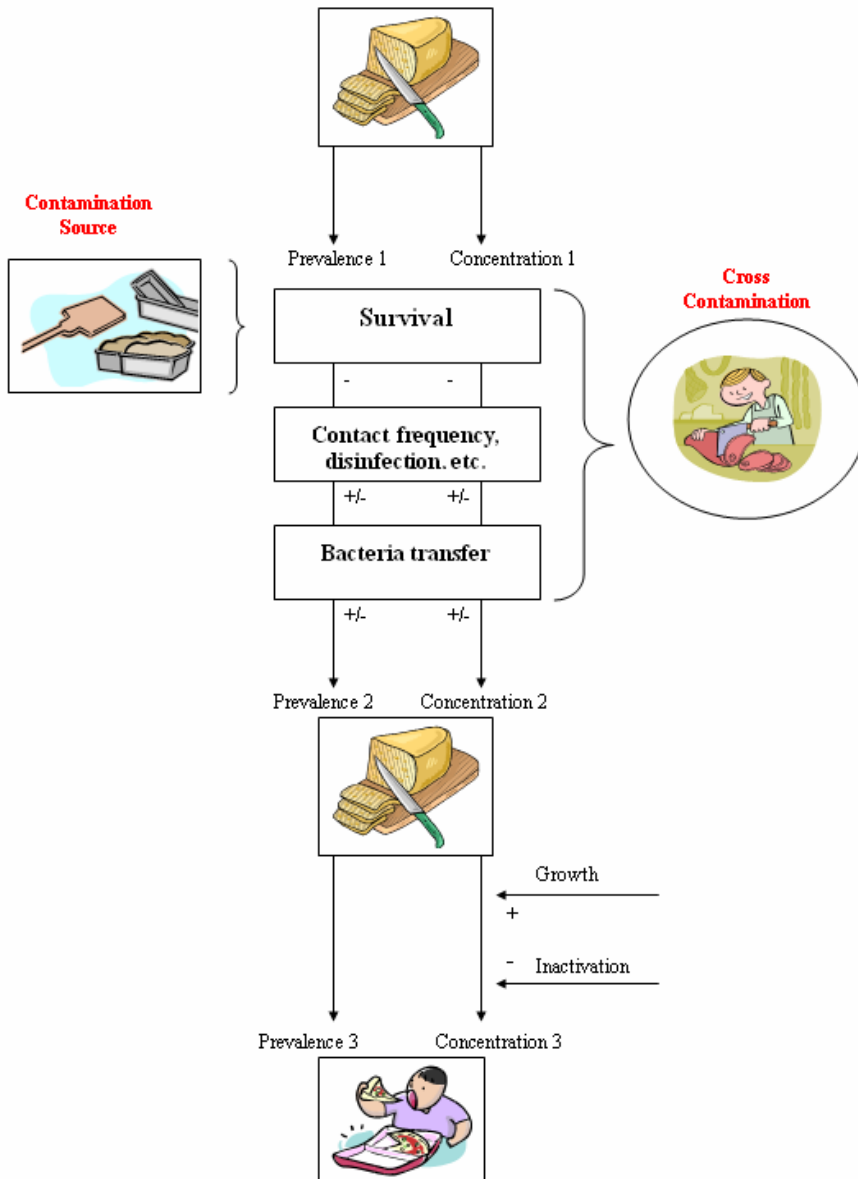 Contamination
Source
Prevalence 1
Concentration 1
Cross
Contamination
Survival
-
-
Contact frequency,
disinfection. etc.
+/-
+/-
Bacteria transfer
+/-
+/-
Prevalence 2
Concentration 2
Growth
+
-
Inactivation
Prevalence 3
Concentration 3